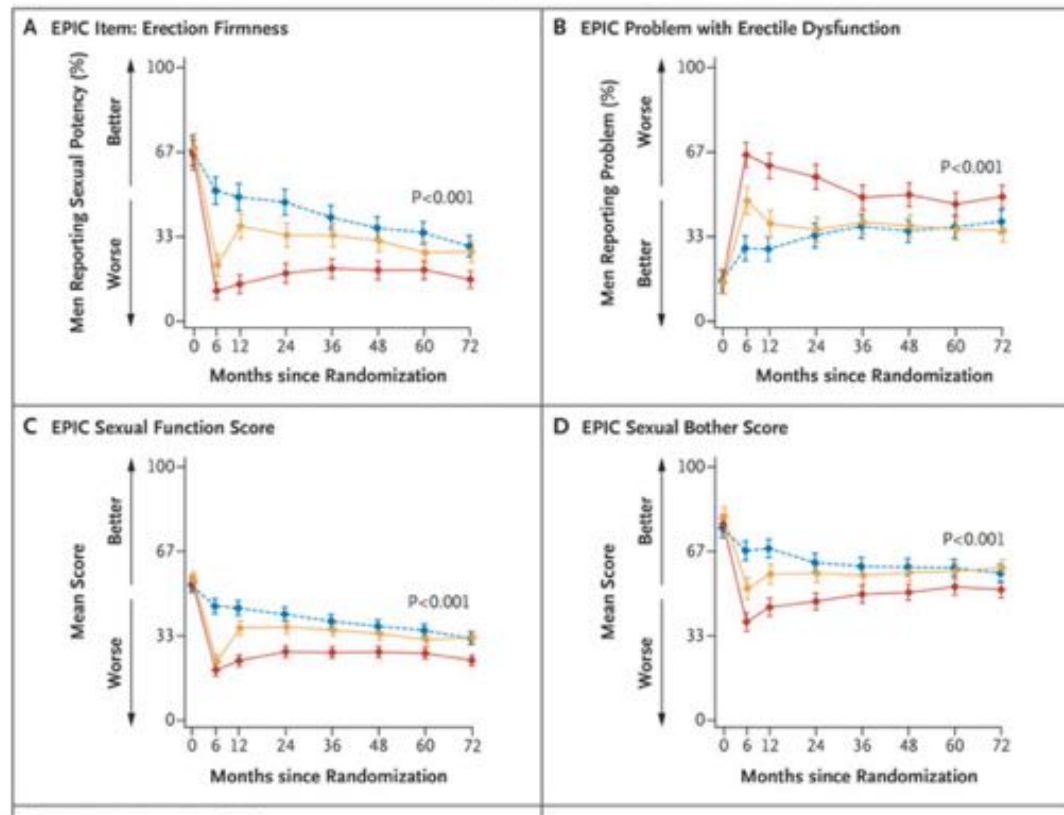 A EPIC Item: Erection Firmness
Men Reporting Sexual Potency (%)
Better
Worse
100
67
33
0
P<0.001
0 6 12 24 36 48 60 72
Months since Randomization
B EPIC Problem with Erectile Dysfunction
Men Reporting Problem (%)
Worse
Better
100
67
33
0
P<0.001
0 6 12 24 36 48 60 72
Months since Randomization
C EPIC Sexual Function Score
Mean Score
Better
Worse
100
67
33
0
P<0.001
0 6 12 24 36 48 60 72
Months since Randomization
D EPIC Sexual Bother Score
Mean Score
Better
Worse
100
67
33
0
P<0.001
0 6 12 24 36 48 60 72
Months since Randomization